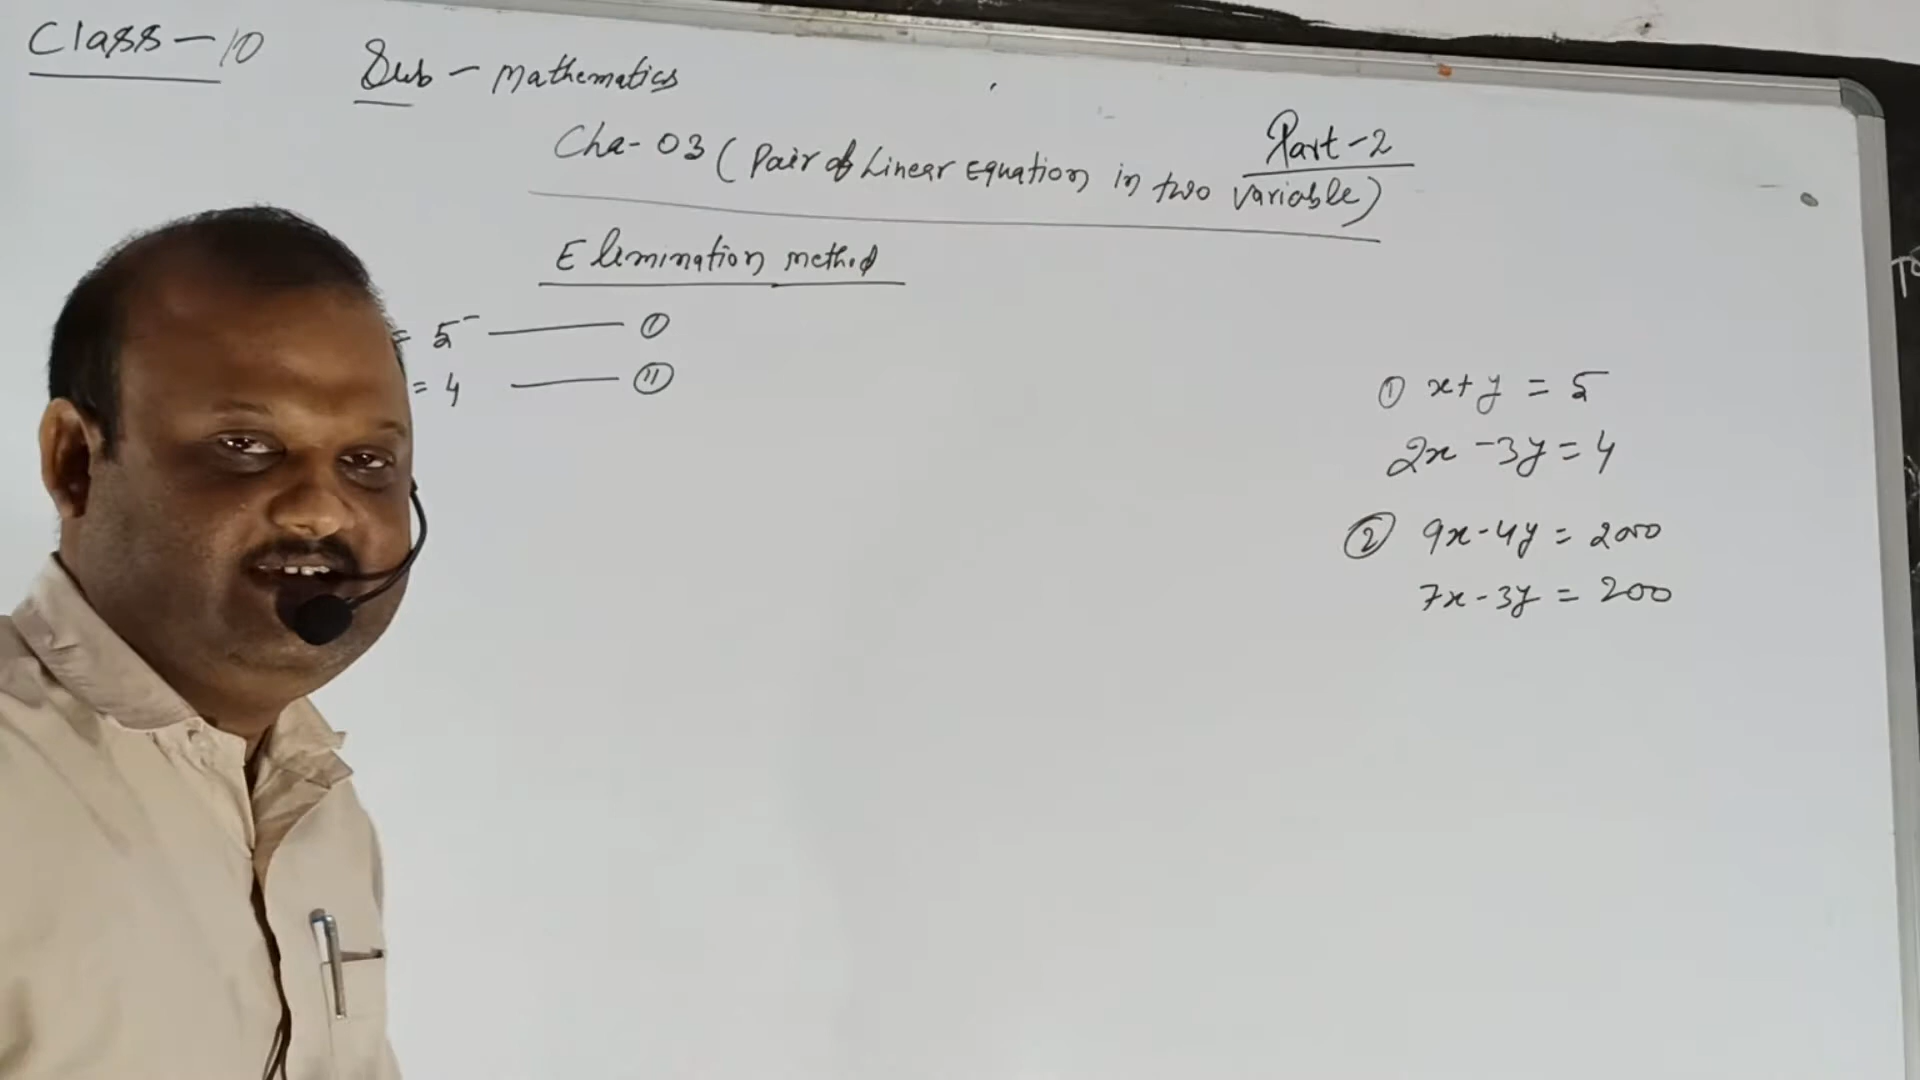 Class-10
Sub - Mathematics
Part-2
Cha-03 (Pair of Linear Equation in two variable)
Elimination method
= 5 ——— ①
= 4 ——— ⑪
① x+y = 5
2x -3y = 4
② 9x-4y = 2000
7x-3y = 200